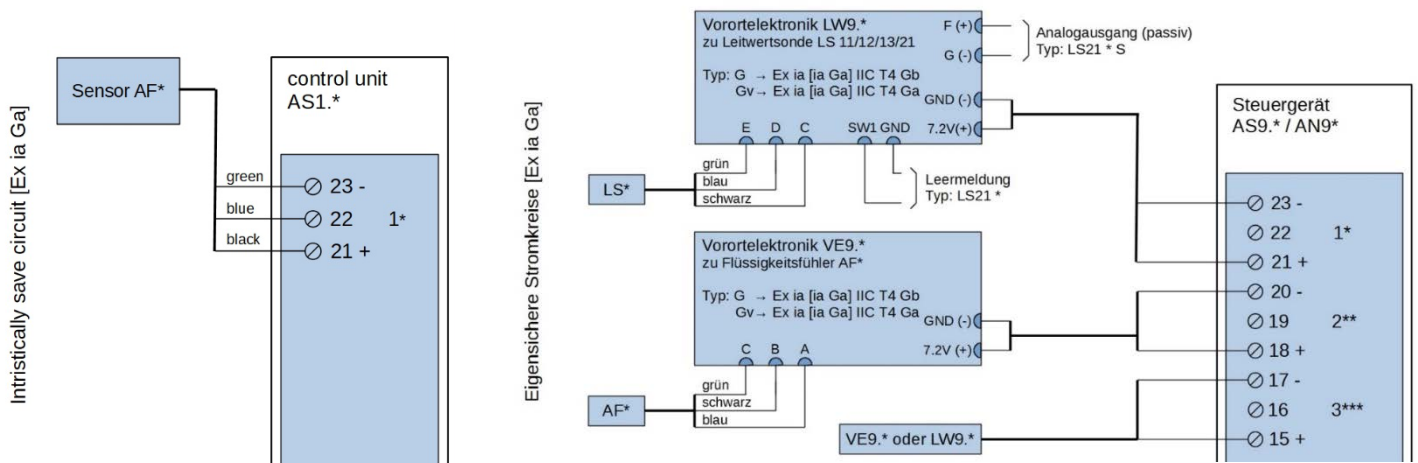 Intristically save circuit [Ex ia Ga]
Sensor AF*
control unit
AS1.*
green
blue
black
23 -
22 1*
21 +
Eigensichere Stromkreise [Ex ia Ga]
Vorortelektronik LW9.*
zu Leitwertsonde LS 11/12/13/21
Typ: G → Ex ia [ia Ga] IIC T4 Gb
Gv→ Ex ia [ia Ga] IIC T4 Ga
F (+)
G (-)
GND (-)
7.2V(+)
E D C SW1 GND
Analogausgang (passiv)
Typ: LS21 * S
LS*
grün
blau
schwarz
Leermeldung
Typ: LS21 *
Vorortelektronik VE9.*
zu Flüssigkeitsfühler AF*
Typ: G → Ex ia [ia Ga] IIC T4 Gb
Gv→ Ex ia [ia Ga] IIC T4 Ga
GND (-)
7.2V (+)
C B A
AF*
grün
schwarz
blau
VE9.* oder LW9.*
Steuergerät
AS9.* / AN9*
23 -
22 1*
21 +
20 -
19 2**
18 +
17 -
16 3***
15 +